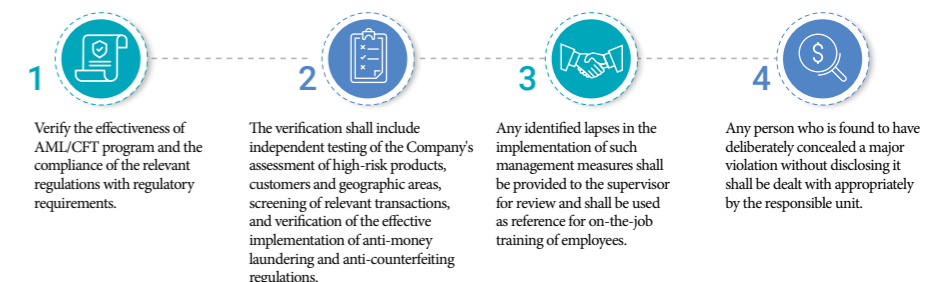 1
Verify the effectiveness of
AML/CFT program and the
compliance of the relevant
regulations with regulatory
requirements.
2
The verification shall include
independent testing of the Company's
assessment of high-risk products,
customers and geographic areas,
screening of relevant transactions,
and verification of the effective
implementation of anti-money
laundering and anti-counterfeiting
regulations.
3
Any identified lapses in the
implementation of such
management measures shall
be provided to the supervisor
for review and shall be used
as reference for on-the-job
training of employees.
4
$
Any person who is found to have
deliberately concealed a major
violation without disclosing it
shall be dealt with appropriately
by the responsible unit.